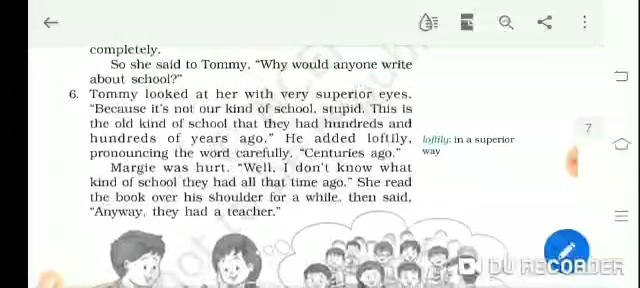 completely.
So she said to Tommy, "Why would anyone write
about school?"
6. Tommy looked at her with very superior eyes.
"Because it's not our kind of school, stupid. This is
the old kind of school that they had hundreds and
hundreds of years ago." He added loftily,
pronouncing the word carefully, "Centuries ago."
loftily: in a superior
way
Margie was hurt. "Well, I don't know what
kind of school they had all that time ago." She read
the book over his shoulder for a while, then said,
"Anyway, they had a teacher."
7
DU RECORDER